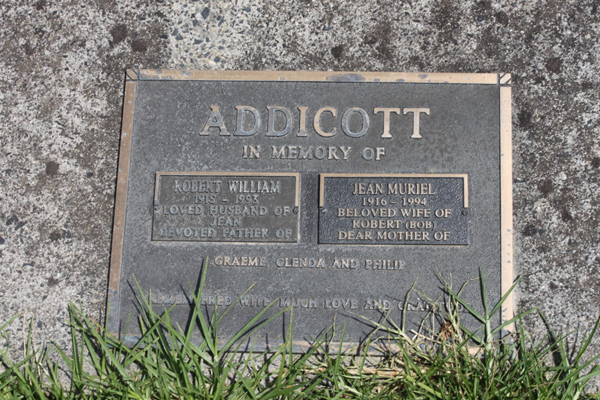 ADDICOTT
IN MEMORY OF
ROBERT WILLIAM
1915 - 1993
LOVED HUSBAND OF
JEAN
DEVOTED FATHER OF
JEAN MURIEL
1916 - 1994
BELOVED WIFE OF
ROBERT (BOB)
DEAR MOTHER OF
GRAEME, GLENDA AND PHILIP
WITH MUCH LOVE AND